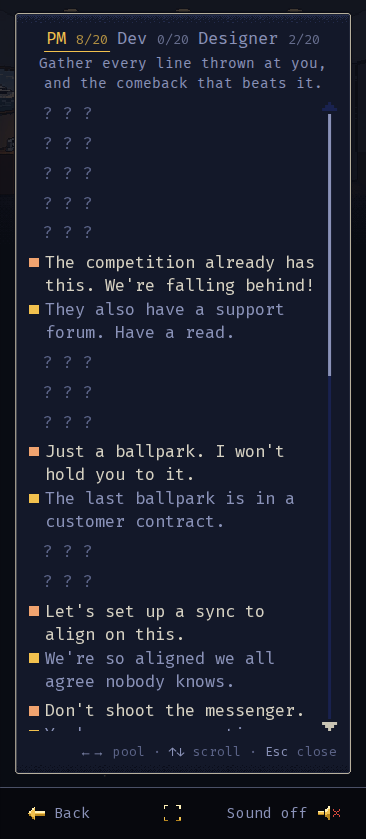 PM 8/20 Dev 0/20 Designer 2/20
Gather every line thrown at you,
and the comeback that beats it.
? ? ?
? ? ?
? ? ?
? ? ?
? ? ?
The competition already has
this. We're falling behind!
They also have a support
forum. Have a read.
? ? ?
? ? ?
? ? ?
Just a ballpark. I won't
hold you to it.
The last ballpark is in a
customer contract.
? ? ?
? ? ?
Let's set up a sync to
align on this.
We're so aligned we all
agree nobody knows.
Don't shoot the messenger.
←→ pool · ↑↓ scroll · Esc close
Back
Sound off